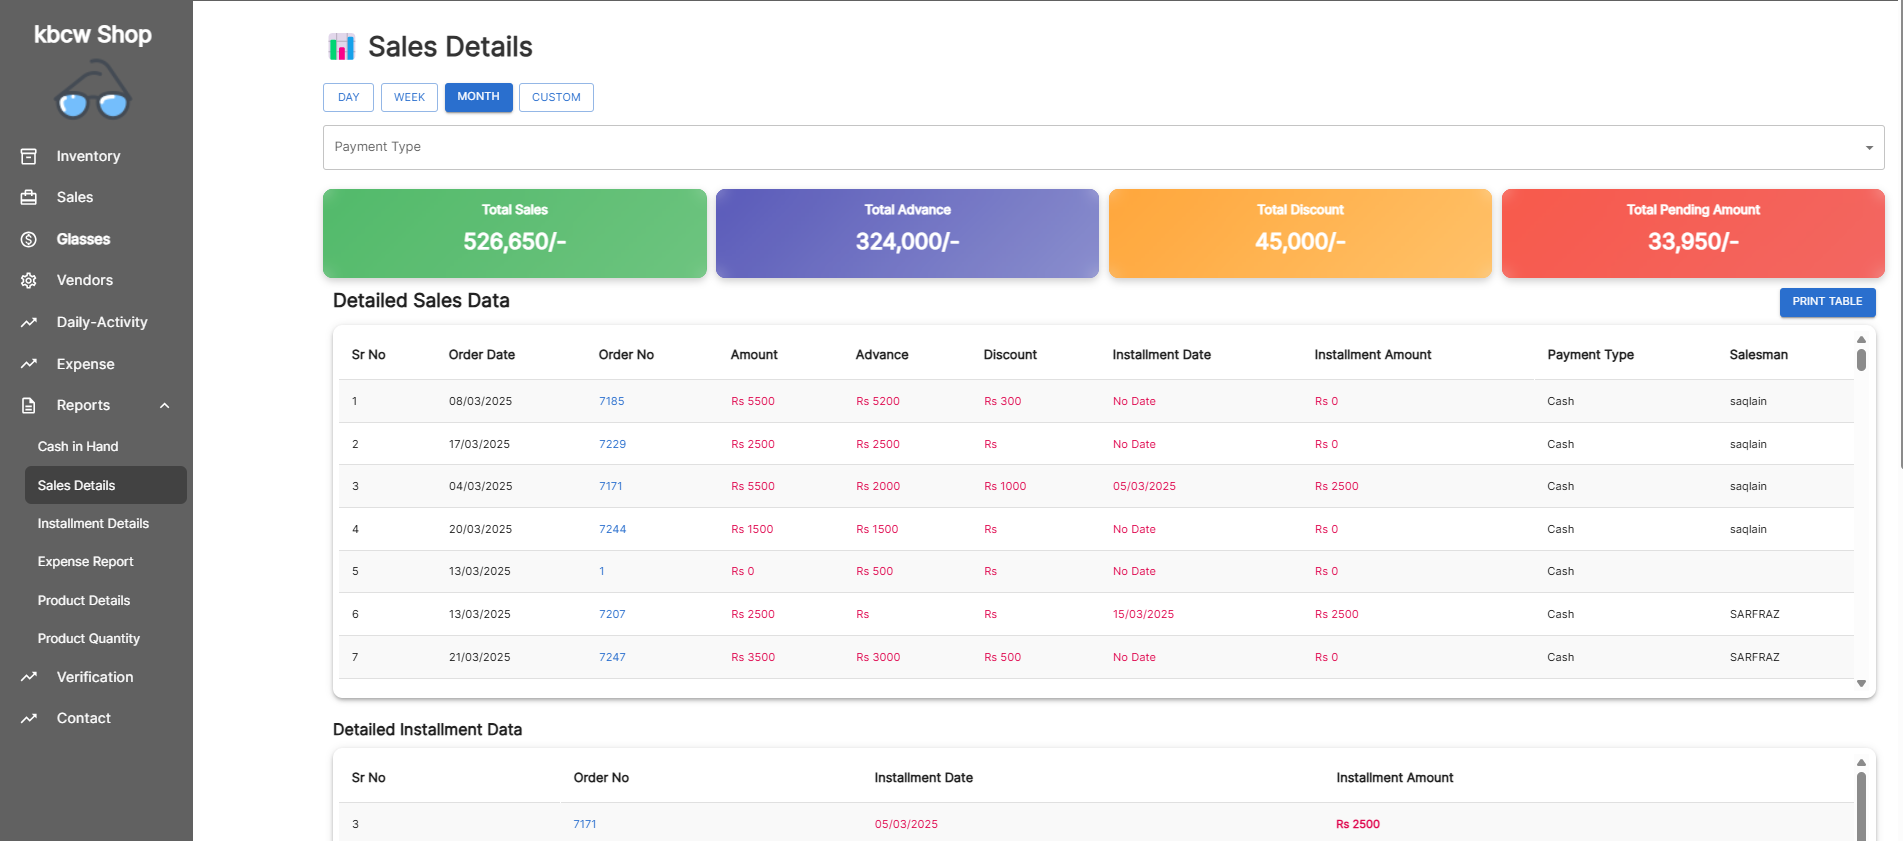 kbcw Shop
Inventory
Sales
Glasses
Vendors
Daily-Activity
Expense
Reports
Cash in Hand
Sales Details
Installment Details
Expense Report
Product Details
Product Quantity
Verification
Contact
Sales Details
DAY WEEK MONTH CUSTOM
Payment Type
Total Sales
526,650/-
Total Advance
324,000/-
Total Discount
45,000/-
Total Pending Amount
33,950/-
Detailed Sales Data
PRINT TABLE
Sr No Order Date Order No Amount Advance Discount Installment Date Installment Amount Payment Type Salesman
1 08/03/2025 7185 Rs 5500 Rs 5200 Rs 300 No Date Rs 0 Cash saqlain
2 17/03/2025 7229 Rs 2500 Rs 2500 Rs No Date Rs 0 Cash saqlain
3 04/03/2025 7171 Rs 5500 Rs 2000 Rs 1000 05/03/2025 Rs 2500 Cash saqlain
4 20/03/2025 7244 Rs 1500 Rs 1500 Rs No Date Rs 0 Cash saqlain
5 13/03/2025 1 Rs 0 Rs 500 Rs No Date Rs 0 Cash
6 13/03/2025 7207 Rs 2500 Rs Rs 15/03/2025 Rs 2500 Cash SARFRAZ
7 21/03/2025 7247 Rs 3500 Rs 3000 Rs 500 No Date Rs 0 Cash SARFRAZ
Detailed Installment Data
Sr No Order No Installment Date Installment Amount
3 7171 05/03/2025 Rs 2500